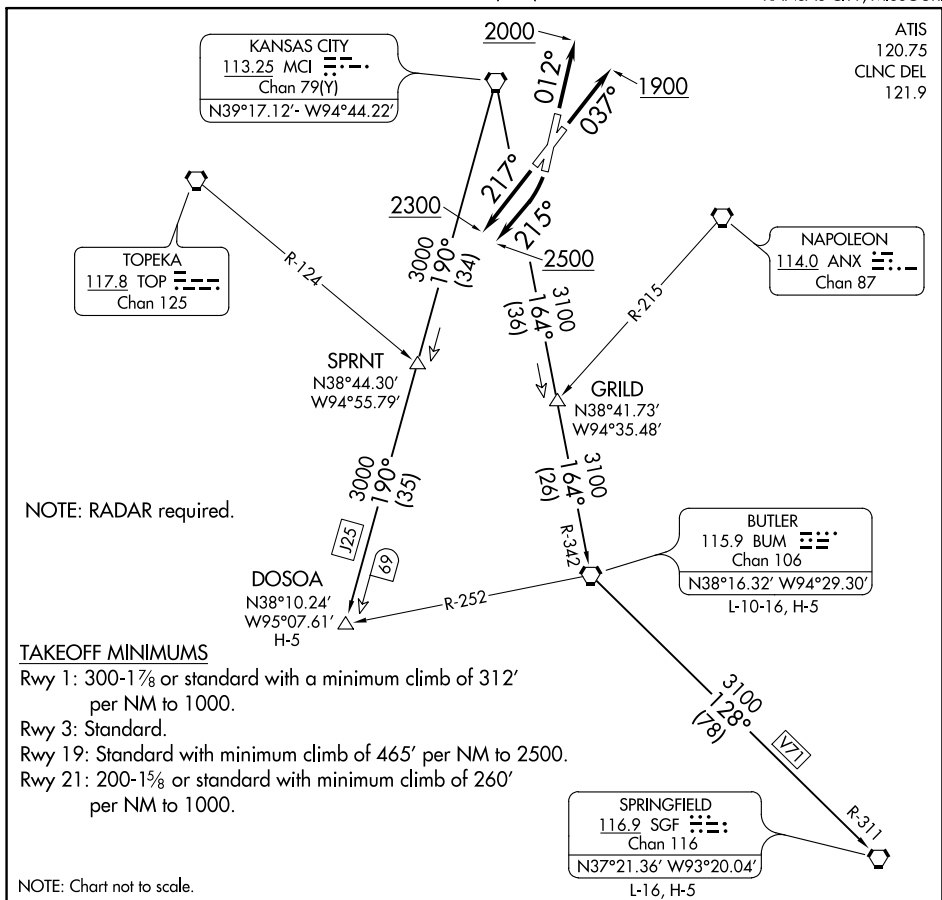 KANSAS CITY
113.25 MCI
Chan 79(Y)
N39°17.12'- W94°44.22'
2000
012°
037°
1900
ATIS
120.75
CLNC DEL
121.9
217°
215°
2300
2500
TOPEKA
117.8 TOP
Chan 125
R-124
3000
190°
(34)
NAPOLEON
114.0 ANX
Chan 87
R-215
3100
164°
(36)
SPRNT
N38°44.30'
W94°55.79'
GRILD
N38°41.73'
W94°35.48'
3000
190°
(35)
3100
164°
(26)
NOTE: RADAR required.
J25
69
R-342
BUTLER
115.9 BUM
Chan 106
N38°16.32' W94°29.30'
L-10-16, H-5
DOSOA
N38°10.24'
W95°07.61'
H-5
R-252
TAKEOFF MINIMUMS
Rwy 1: 300-1⅞ or standard with a minimum climb of 312'
per NM to 1000.
Rwy 3: Standard.
Rwy 19: Standard with minimum climb of 465' per NM to 2500.
Rwy 21: 200-1⅝ or standard with minimum climb of 260'
per NM to 1000.
3100
128°
(78)
V71
R-311
SPRINGFIELD
116.9 SGF
Chan 116
N37°21.36' W93°20.04'
L-16, H-5
NOTE: Chart not to scale.